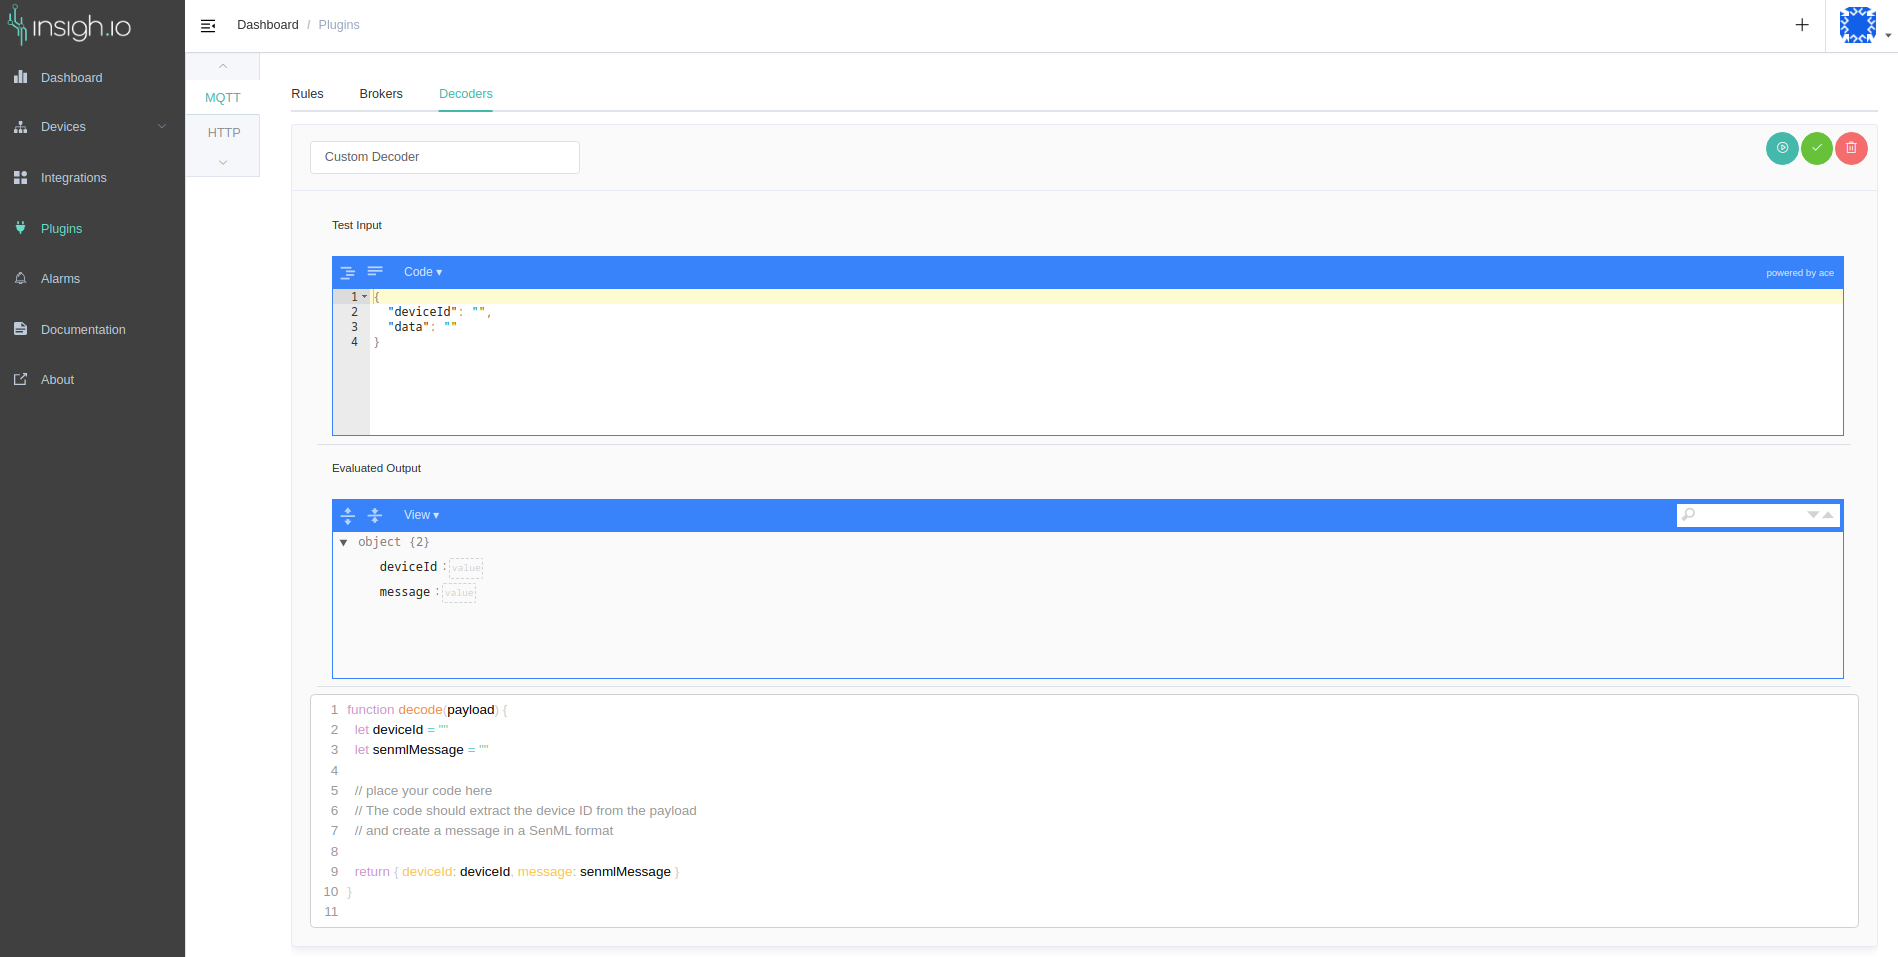 insigh.io
Dashboard / Plugins
Dashboard
Devices
Integrations
Plugins
Alarms
Documentation
About
MQTT
HTTP
Rules Brokers Decoders
Custom Decoder
Test Input
Code ▾ powered by ace
1 {
2 "deviceId": "",
3 "data": ""
4 }
Evaluated Output
View ▾
▼ object {2}
deviceId : value
message : value
1 function decode(payload) {
2 let deviceId = ""
3 let senmlMessage = ""
4
5 // place your code here
6 // The code should extract the device ID from the payload
7 // and create a message in a SenML format
8
9 return { deviceId: deviceId, message: senmlMessage }
10 }
11